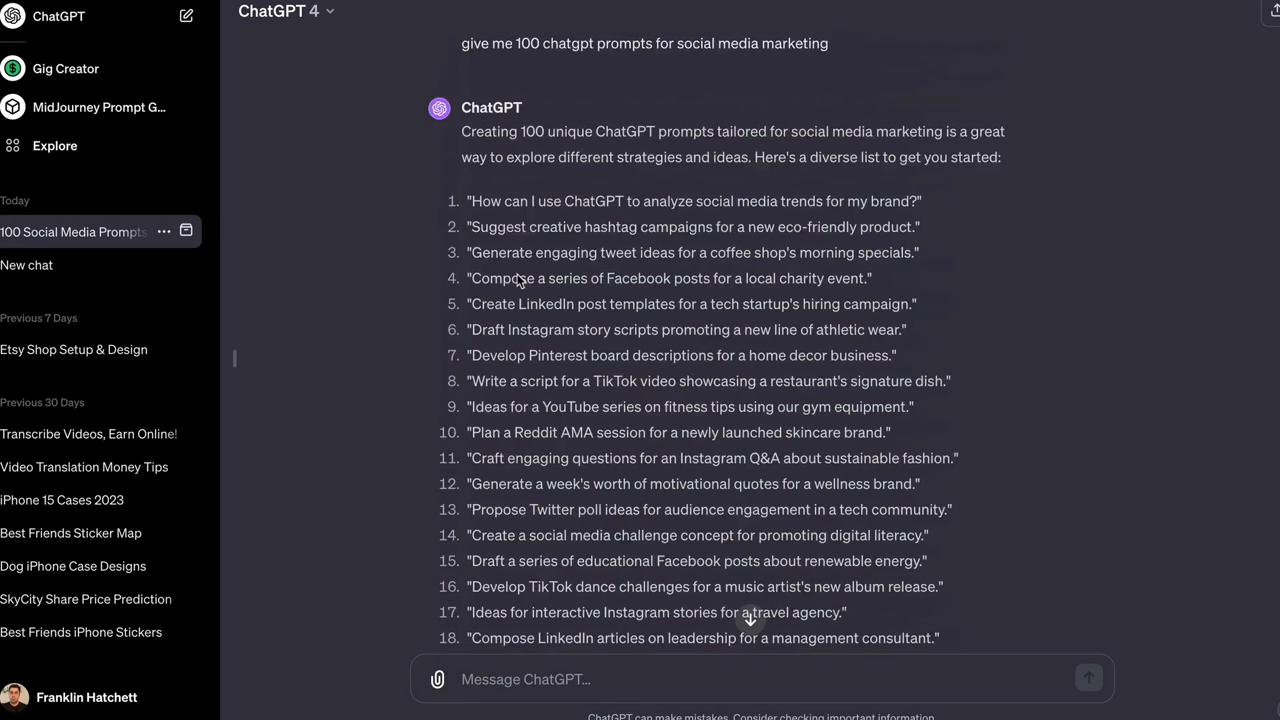 ChatGPT
Gig Creator
MidJourney Prompt G...
Explore
Today
100 Social Media Prompts
New chat
Previous 7 Days
Etsy Shop Setup & Design
Previous 30 Days
Transcribe Videos, Earn Online!
Video Translation Money Tips
iPhone 15 Cases 2023
Best Friends Sticker Map
Dog iPhone Case Designs
SkyCity Share Price Prediction
Best Friends iPhone Stickers
Franklin Hatchett
ChatGPT 4
give me 100 chatgpt prompts for social media marketing
ChatGPT
Creating 100 unique ChatGPT prompts tailored for social media marketing is a great
way to explore different strategies and ideas. Here's a diverse list to get you started:
1. "How can I use ChatGPT to analyze social media trends for my brand?"
2. "Suggest creative hashtag campaigns for a new eco-friendly product."
3. "Generate engaging tweet ideas for a coffee shop's morning specials."
4. "Compose a series of Facebook posts for a local charity event."
5. "Create LinkedIn post templates for a tech startup's hiring campaign."
6. "Draft Instagram story scripts promoting a new line of athletic wear."
7. "Develop Pinterest board descriptions for a home decor business."
8. "Write a script for a TikTok video showcasing a restaurant's signature dish."
9. "Ideas for a YouTube series on fitness tips using our gym equipment."
10. "Plan a Reddit AMA session for a newly launched skincare brand."
11. "Craft engaging questions for an Instagram Q&A about sustainable fashion."
12. "Generate a week's worth of motivational quotes for a wellness brand."
13. "Propose Twitter poll ideas for audience engagement in a tech community."
14. "Create a social media challenge concept for promoting digital literacy."
15. "Draft a series of educational Facebook posts about renewable energy."
16. "Develop TikTok dance challenges for a music artist's new album release."
17. "Ideas for interactive Instagram stories for a travel agency."
18. "Compose LinkedIn articles on leadership for a management consultant."
Message ChatGPT...
ChatGPT can make mistakes. Consider checking important information.